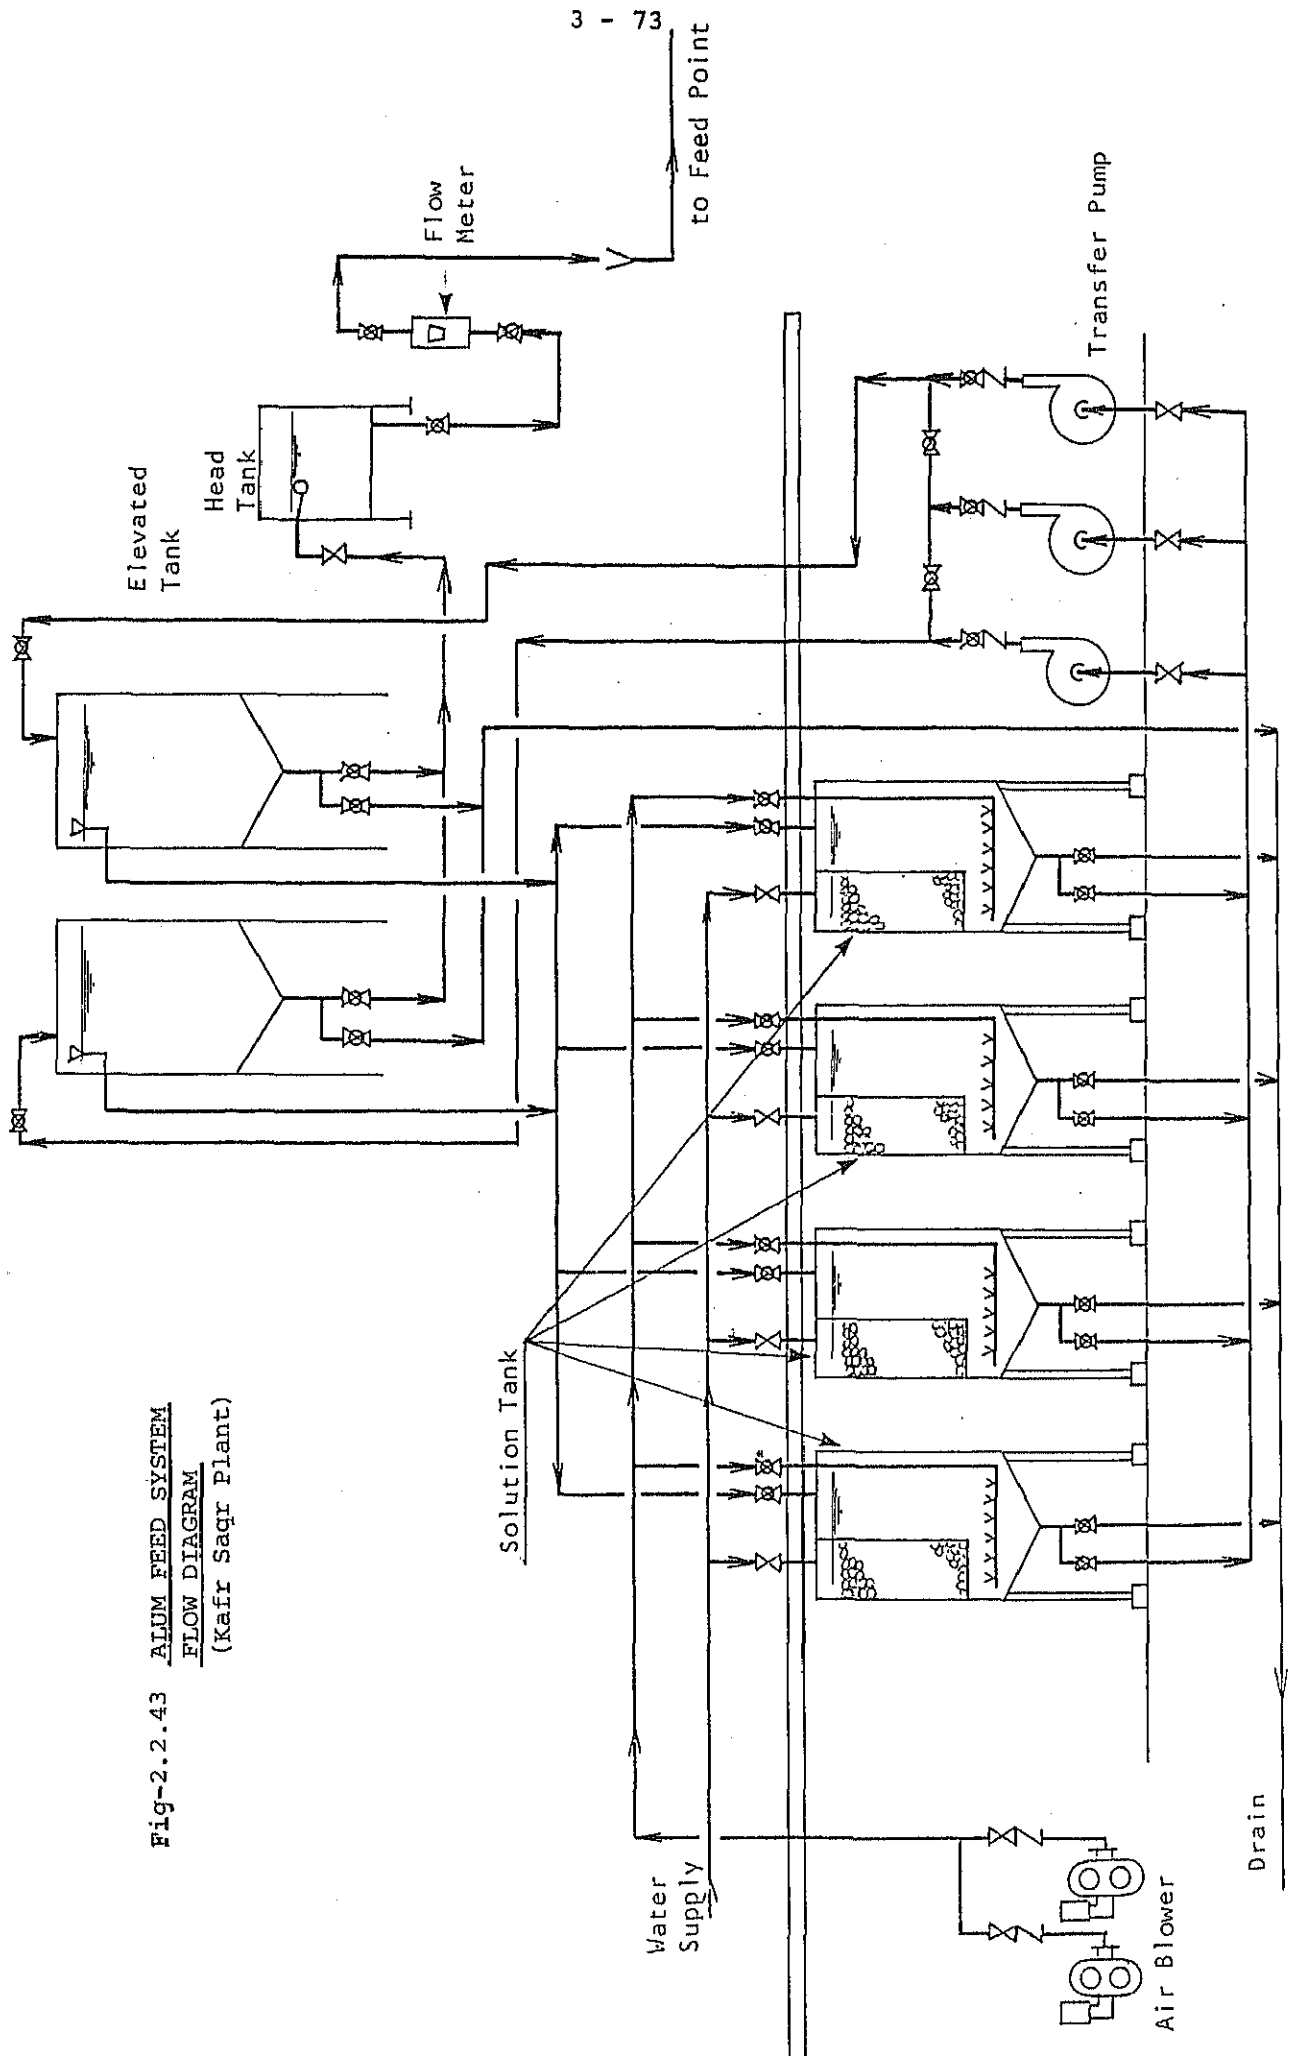 3 - 73
Fig-2.2.43 ALUM FEED SYSTEM
FLOW DIAGRAM
(Kafr Saqr Plant)
Elevated
Tank
Head
Tank
Flow
Meter
to Feed Point
Solution Tank
Water
Supply
Transfer Pump
Air Blower
Drain